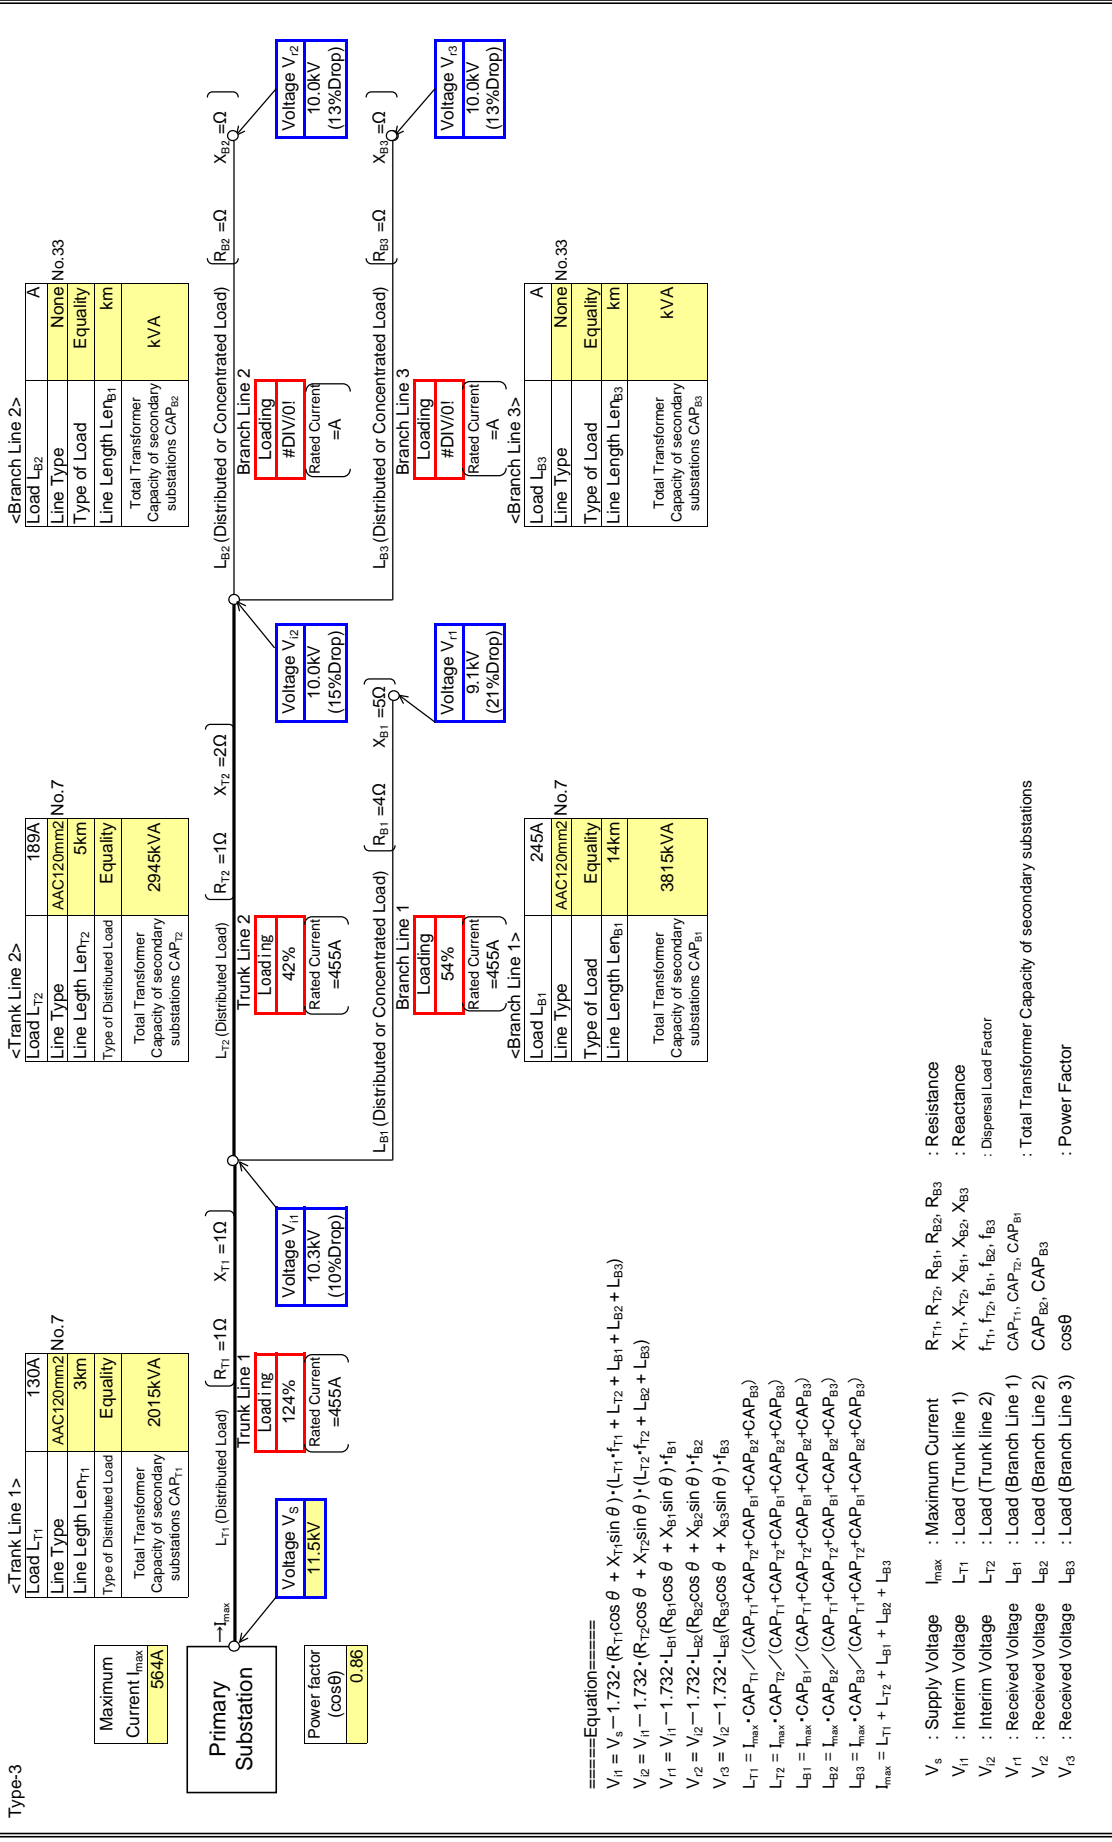 Type-3
Maximum
Current Imax
564A
Primary
Substation
Power factor
(cosθ)
0.86
→Imax
Voltage VS
11.5kV
<Trank Line 1>
Load LT1 130A
Line Type AAC120mm2 No.7
Line Length LenT1 3km
Type of Distributed Load Equality
Total Transformer
Capacity of secondary
substations CAPT1
2015kVA
LT1 (Distributed Load) RT1 =1Ω XT1 =1Ω
Trunk Line 1
Loading
124%
Rated Current
=455A
Voltage Vi1
10.3kV
(10%Drop)
<Trank Line 2>
Load LT2 189A
Line Type AAC120mm2 No.7
Line Legth LenT2 5km
Type of Distributed Load Equality
Total Transformer
Capacity of secondary
substations CAPT2
2945kVA
LT2 (Distributed Load) RT2 =1Ω XT2 =2Ω
Trunk Line 2
Loading
42%
Rated Current
=455A
Voltage Vi2
10.0kV
(15%Drop)
LB1 (Distributed or Concentrated Load) RB1 =4Ω XB1 =5Ω
Branch Line 1
Loading
54%
Rated Current
=455A
Voltage Vr1
9.1kV
(21%Drop)
<Branch Line 1>
Load LB1 245A
Line Type AAC120mm2 No.7
Type of Load Equality
Line Length LenB1 14km
Total Transformer
Capacity of secondary
substations CAPB1
3815kVA
<Branch Line 2>
Load LB2 A
Line Type None No.33
Type of Load Equality
Line Length LenB1 km
Total Transformer
Capacity of secondary
substations CAPB2
kVA
LB2 (Distributed or Concentrated Load) RB2 =Ω XB2 =Ω
Branch Line 2
Loading
#DIV/0!
Rated Current
=A
Voltage Vr2
10.0kV
(13%Drop)
LB3 (Distributed or Concentrated Load) RB3 =Ω XB3 =Ω
Branch Line 3
Loading
#DIV/0!
Rated Current
=A
Voltage Vr3
10.0kV
(13%Drop)
<Branch Line 3>
Load LB3 A
Line Type None No.33
Type of Load Equality
Line Length LenB3 km
Total Transformer
Capacity of secondary
substations CAPB3
kVA
=====Equation=====
Vi1 = Vs－1.732･(RT1cos θ + XT1sin θ)･(LT1･fT1 + LT2 + LB1 + LB2 + LB3)
Vi2 = Vi1－1.732･(RT2cos θ + XT2sin θ)･(LT2･fT2 + LB2 + LB3)
Vr1 = Vi1－1.732･LB1(RB1cos θ + XB1sin θ)･fB1
Vr2 = Vi2－1.732･LB2(RB2cos θ + XB2sin θ)･fB2
Vr3 = Vi2－1.732･LB3(RB3cos θ + XB3sin θ)･fB3
LT1 = Imax･CAPT1／(CAPT1+CAPT2+CAPB1+CAPB2+CAPB3)
LT2 = Imax･CAPT2／(CAPT1+CAPT2+CAPB1+CAPB2+CAPB3)
LB1 = Imax･CAPB1／(CAPT1+CAPT2+CAPB1+CAPB2+CAPB3)
LB2 = Imax･CAPB2／(CAPT1+CAPT2+CAPB1+CAPB2+CAPB3)
LB3 = Imax･CAPB3／(CAPT1+CAPT2+CAPB1+CAPB2+CAPB3)
Imax = LT1 + LT2 + LB1 + LB2 + LB3
Vs : Supply Voltage Imax : Maximum Current RT1, RT2, RB1, RB2, RB3 : Resistance
Vi1 : Interim Voltage LT1 : Load (Trunk line 1) XT1, XT2, XB1, XB2, XB3 : Reactance
Vi2 : Interim Voltage LT2 : Load (Trunk line 2) fT1, fT2, fB1, fB2, fB3 : Dispersal Load Factor
Vr1 : Received Voltage LB1 : Load (Branch Line 1) CAPT1, CAPT2, CAPB1 : Total Transformer Capacity of secondary substations
Vr2 : Received Voltage LB2 : Load (Branch Line 2) CAPB2, CAPB3
Vr3 : Received Voltage LB3 : Load (Branch Line 3) cosθ : Power Factor